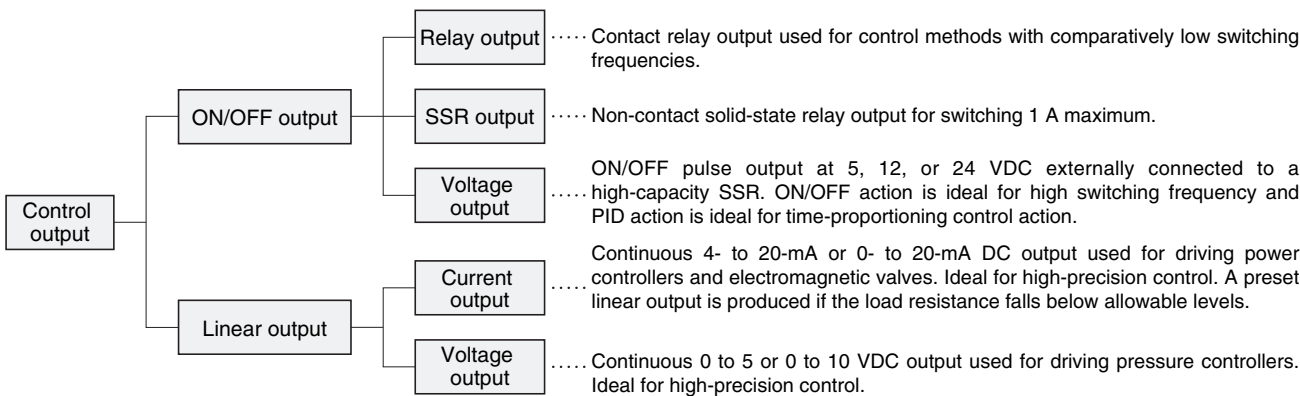 Relay output
..... Contact relay output used for control methods with comparatively low switching
frequencies.
ON/OFF output
SSR output
..... Non-contact solid-state relay output for switching 1 A maximum.
ON/OFF pulse output at 5, 12, or 24 VDC externally connected to a
Voltage
output
..... high-capacity SSR. ON/OFF action is ideal for high switching frequency and
PID action is ideal for time-proportioning control action.
Control
output
Continuous 4- to 20-mA or 0- to 20-mA DC output used for driving power
Current
output
..... controllers and electromagnetic valves. Ideal for high-precision control. A preset
linear output is produced if the load resistance falls below allowable levels.
Linear output
Voltage
output
..... Continuous 0 to 5 or 0 to 10 VDC output used for driving pressure controllers.
Ideal for high-precision control.